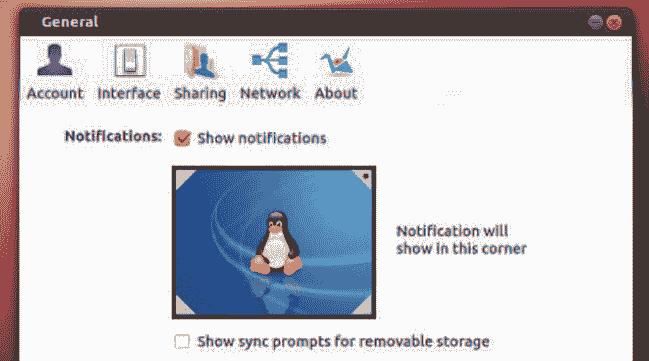 General
Account Interface Sharing Network About
Notifications: Show notifications
Notification will
show in this corner
Show sync prompts for removable storage